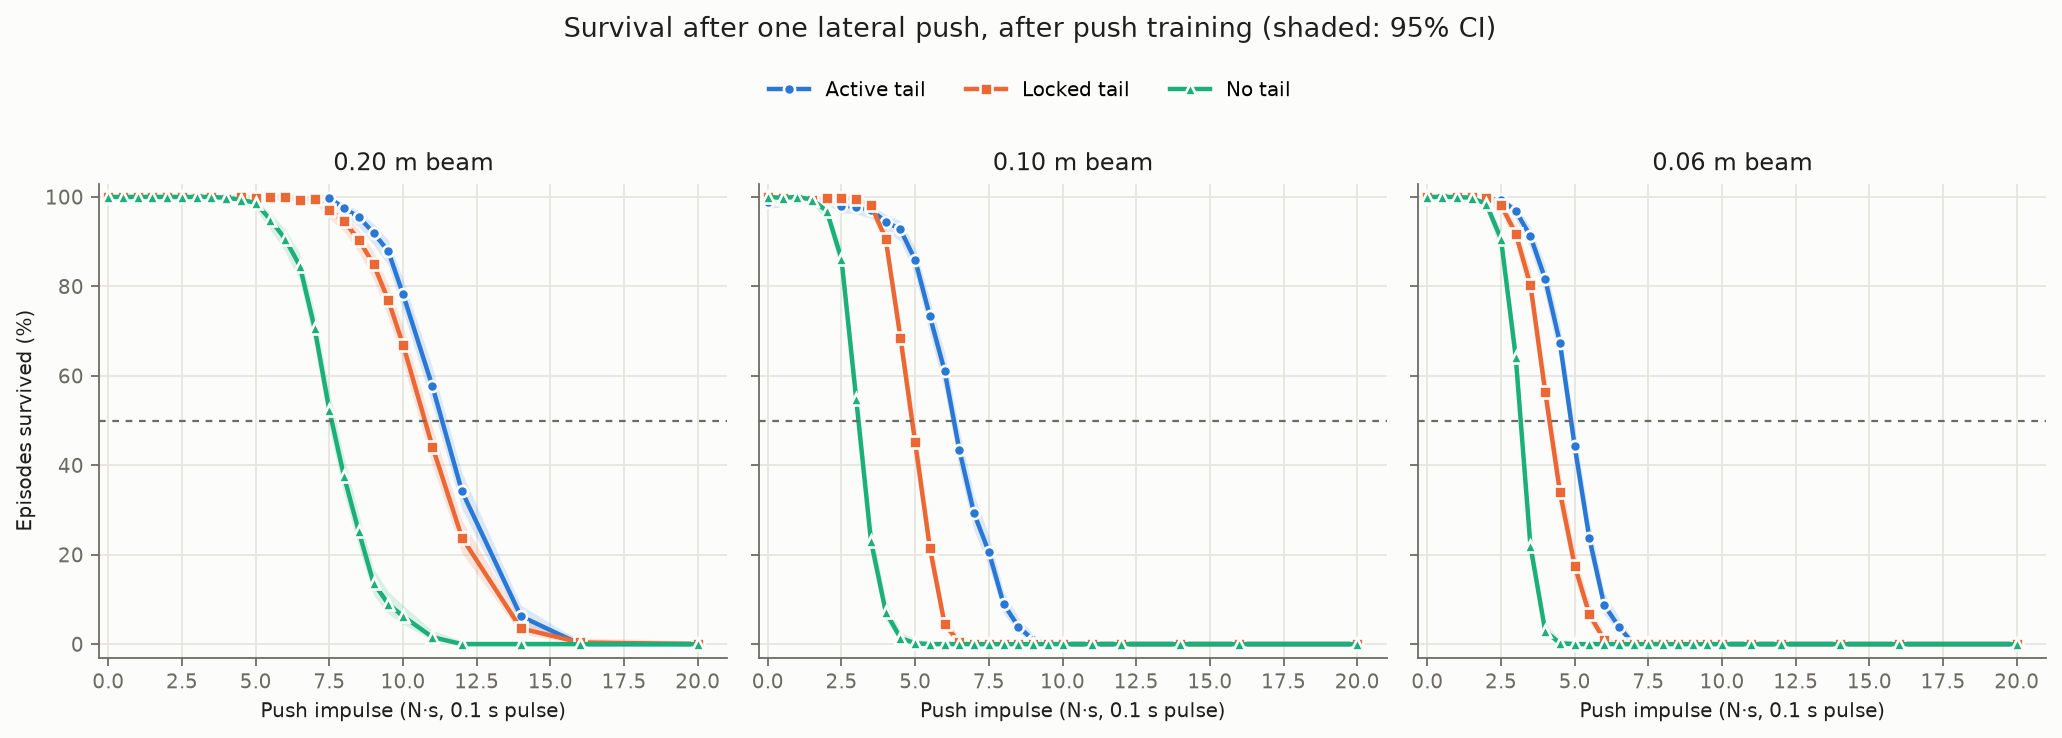 Survival after one lateral push, after push training (shaded: 95% CI)
Active tail Locked tail No tail
0.20 m beam 0.10 m beam 0.06 m beam
Episodes survived (%)
100
80
60
40
20
0
0.0 2.5 5.0 7.5 10.0 12.5 15.0 17.5 20.0
0.0 2.5 5.0 7.5 10.0 12.5 15.0 17.5 20.0
0.0 2.5 5.0 7.5 10.0 12.5 15.0 17.5 20.0
Push impulse (N·s, 0.1 s pulse) Push impulse (N·s, 0.1 s pulse) Push impulse (N·s, 0.1 s pulse)